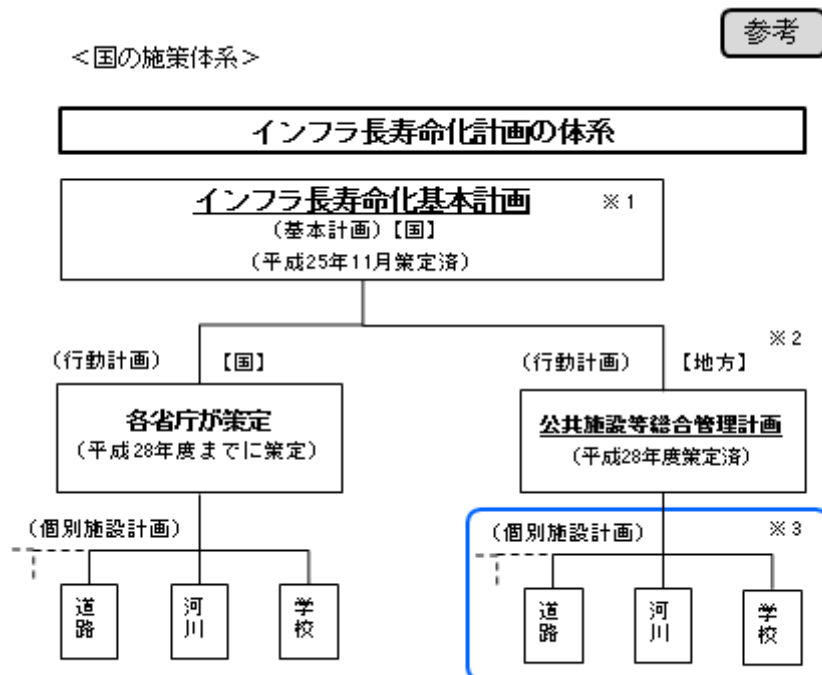 参考
＜国の施策体系＞
インフラ長寿命化計画の体系
インフラ長寿命化基本計画 ※1
（基本計画）【国】
（平成25年11月策定済）
※2
（行動計画） 【国】
（行動計画） 【地方】
各省庁が策定
（平成28年度までに策定）
公共施設等総合管理計画
（平成28年度策定済）
（個別施設計画）
道路
河川
学校
（個別施設計画） ※3
道路
河川
学校